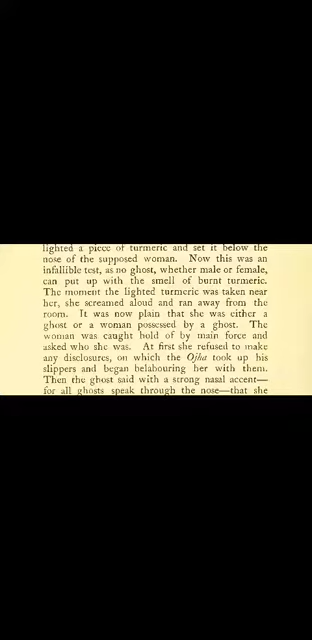 lighted a piece of turmeric and set it below the
nose of the supposed woman. Now this was an
infallible test, as no ghost, whether male or female,
can put up with the smell of burnt turmeric.
The moment the lighted turmeric was taken near
her, she screamed aloud and ran away from the
room. It was now plain that she was either a
ghost or a woman possessed by a ghost. The
woman was caught hold of by main force and
asked who she was. At first she refused to make
any disclosures, on which the Ojha took up his
slippers and began belabouring her with them.
Then the ghost said with a strong nasal accent—
for all ghosts speak through the nose—that she